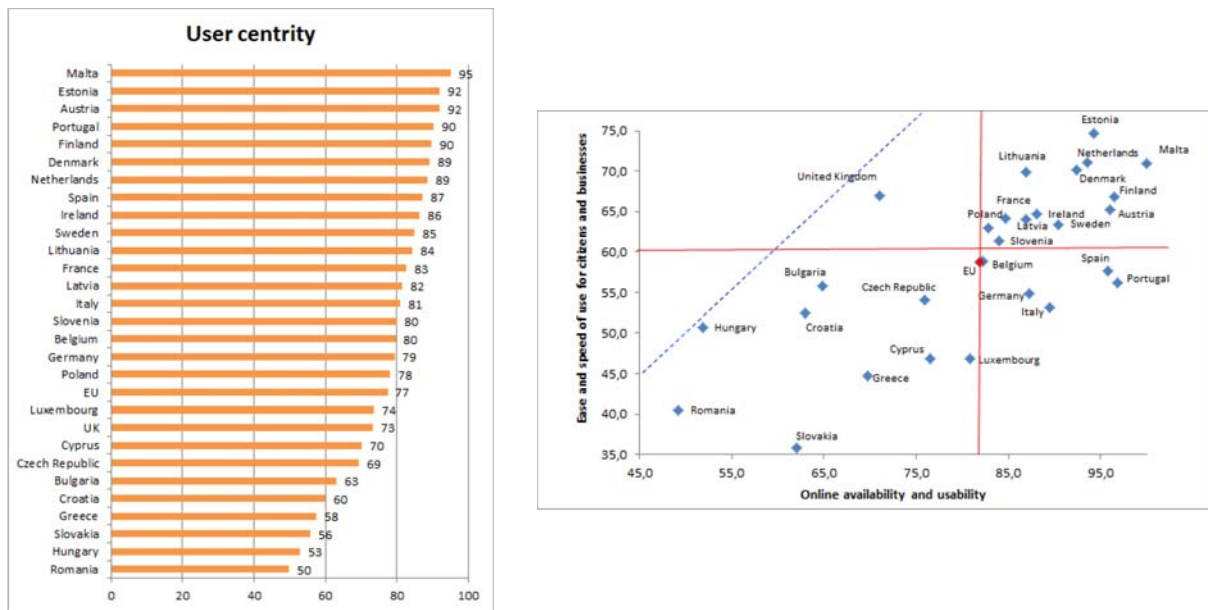 User centrity
Malta 95
Estonia 92
Austria 92
Portugal 90
Finland 90
Denmark 89
Netherlands 89
Spain 87
Ireland 86
Sweden 85
Lithuania 84
France 83
Latvia 82
Italy 81
Slovenia 80
Belgium 80
Germany 79
Poland 78
EU 77
Luxembourg 74
UK 73
Cyprus 70
Czech Republic 69
Bulgaria 63
Croatia 60
Greece 58
Slovakia 56
Hungary 53
Romania 50
0 20 40 60 80 100
Ease and speed of use for citizens and businesses
75,0
70,0
65,0
60,0
55,0
50,0
45,0
40,0
35,0
Estonia
Lithuania
Netherlands
Malta
United Kingdom
Denmark
Finland
France
Poland
Ireland
Austria
Latvia
Sweden
Slovenia
EU
Belgium
Spain
Bulgaria
Portugal
Czech Republic
Germany
Italy
Hungary
Croatia
Cyprus
Luxembourg
Greece
Romania
Slovakia
45,0 55,0 65,0 75,0 85,0 95,0
Online availability and usability